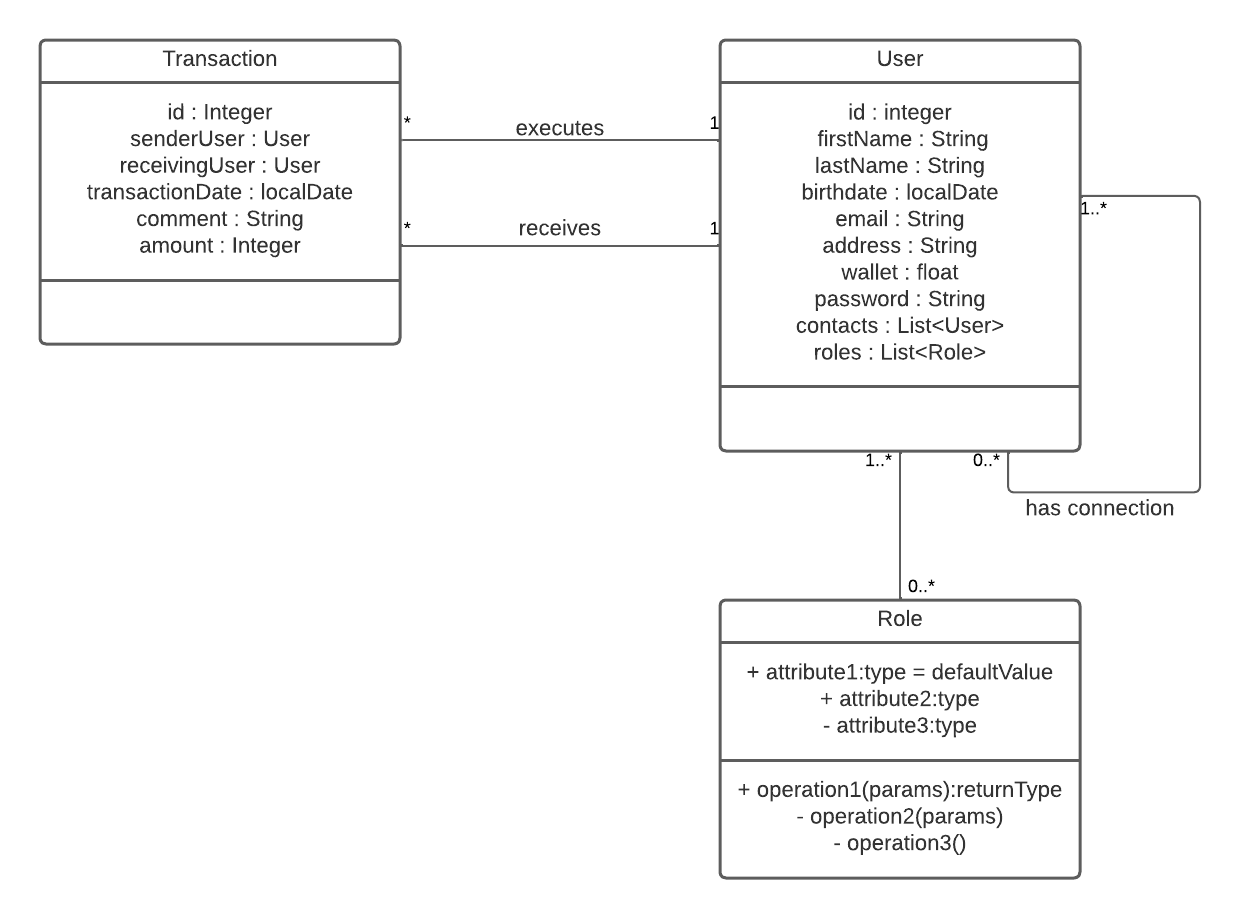 Transaction
id : Integer
senderUser : User
receivingUser : User
transactionDate : localDate
comment : String
amount : Integer
* executes 1
* receives 1
User
id : integer
firstName : String
lastName : String
birthdate : localDate
email : String
address : String
wallet : float
password : String
contacts : List<User>
roles : List<Role>
1..*
1..*
0..*
has connection
0..*
Role
+ attribute1:type = defaultValue
+ attribute2:type
- attribute3:type
+ operation1(params):returnType
- operation2(params)
- operation3()